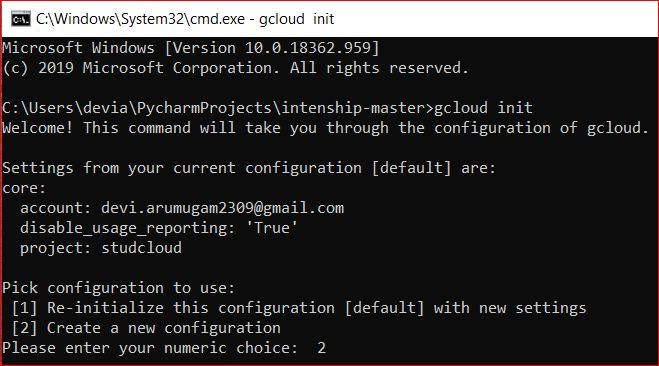 C:\Windows\System32\cmd.exe - gcloud  init
Microsoft Windows [Version 10.0.18362.959]
(c) 2019 Microsoft Corporation. All rights reserved.
C:\Users\devia\PycharmProjects\intenship-master>gcloud init
Welcome! This command will take you through the configuration of gcloud.
Settings from your current configuration [default] are:
core:
  account: devi.arumugam2309@gmail.com
  disable_usage_reporting: 'True'
  project: studcloud
Pick configuration to use:
 [1] Re-initialize this configuration [default] with new settings
 [2] Create a new configuration
Please enter your numeric choice:  2